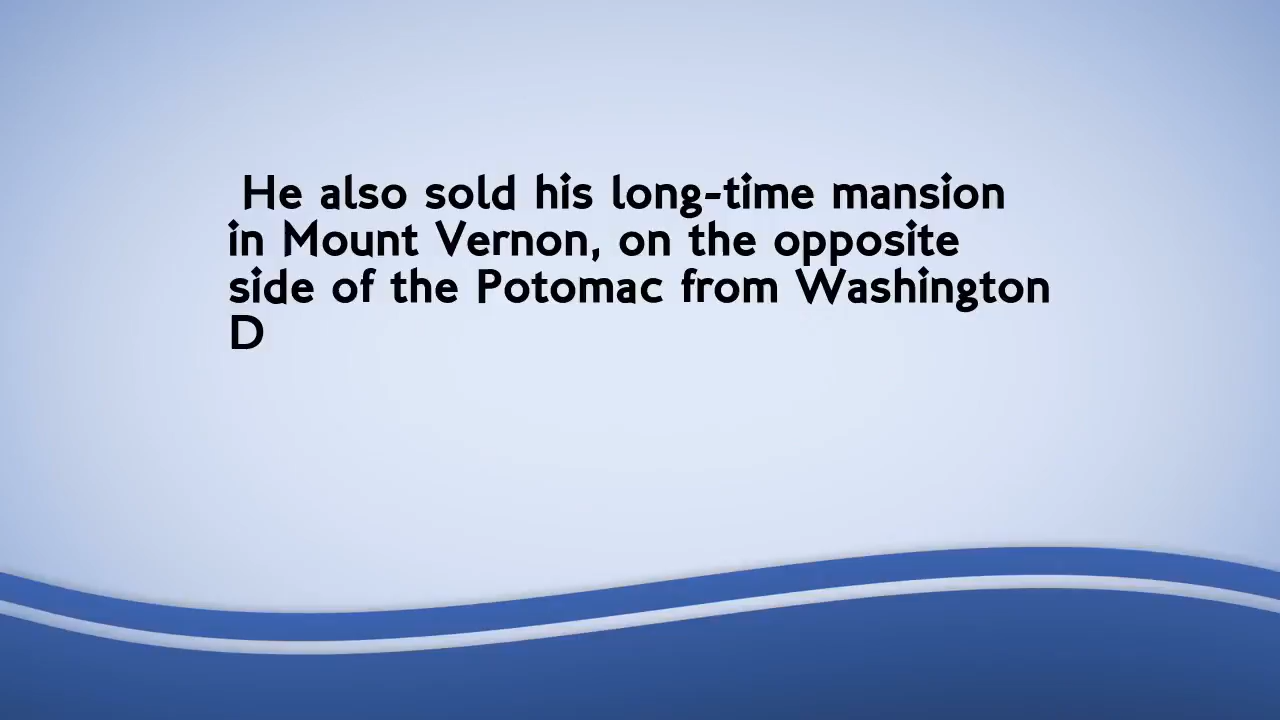 He also sold his long-time mansion
in Mount Vernon, on the opposite
side of the Potomac from Washington
D